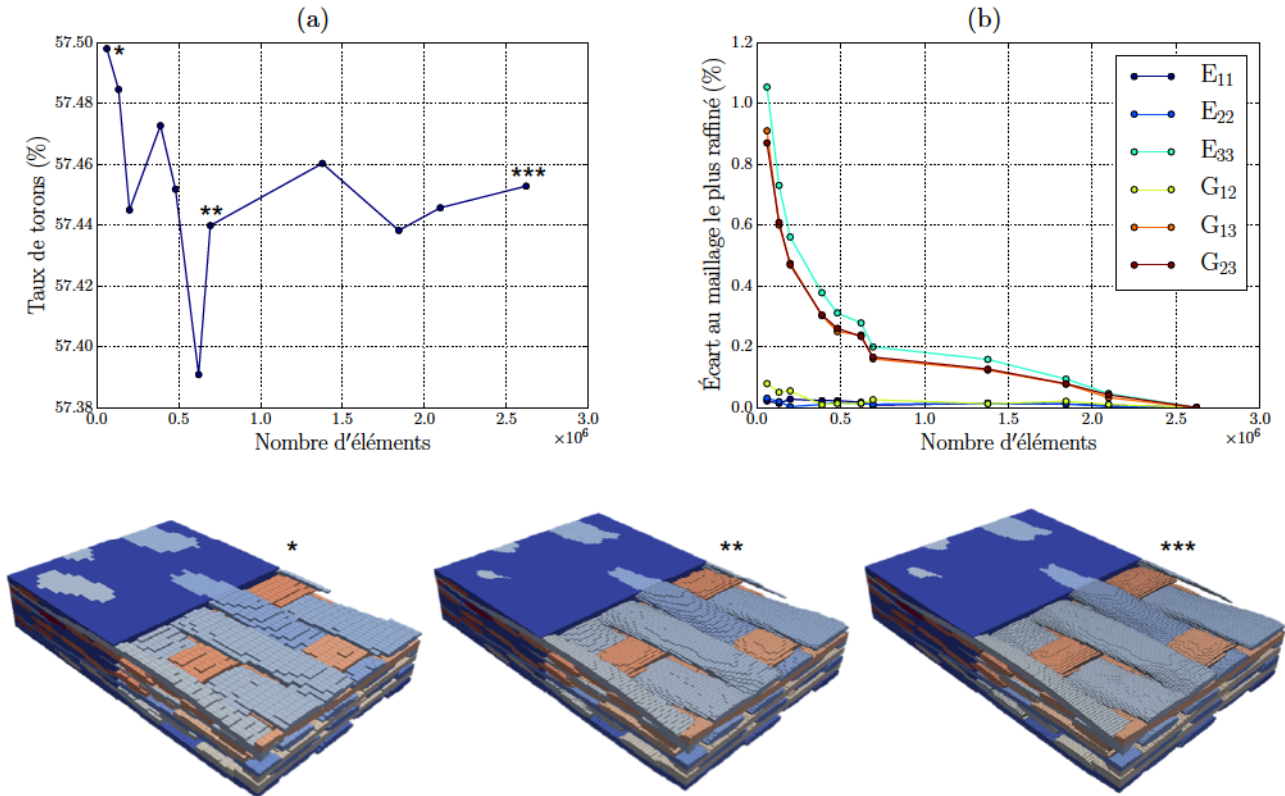 (a)
57.50
57.48
57.46
57.44
57.42
57.40
57.38
Taux de torons (%)
*
**
***
0.0 0.5 1.0 1.5 2.0 2.5 3.0
Nombre d'éléments
×10⁶
(b)
1.2
1.0
0.8
0.6
0.4
0.2
0.0
Écart au maillage le plus raffiné (%)
E₁₁
E₂₂
E₃₃
G₁₂
G₁₃
G₂₃
0.0 0.5 1.0 1.5 2.0 2.5 3.0
Nombre d'éléments
×10⁶
*
**
***